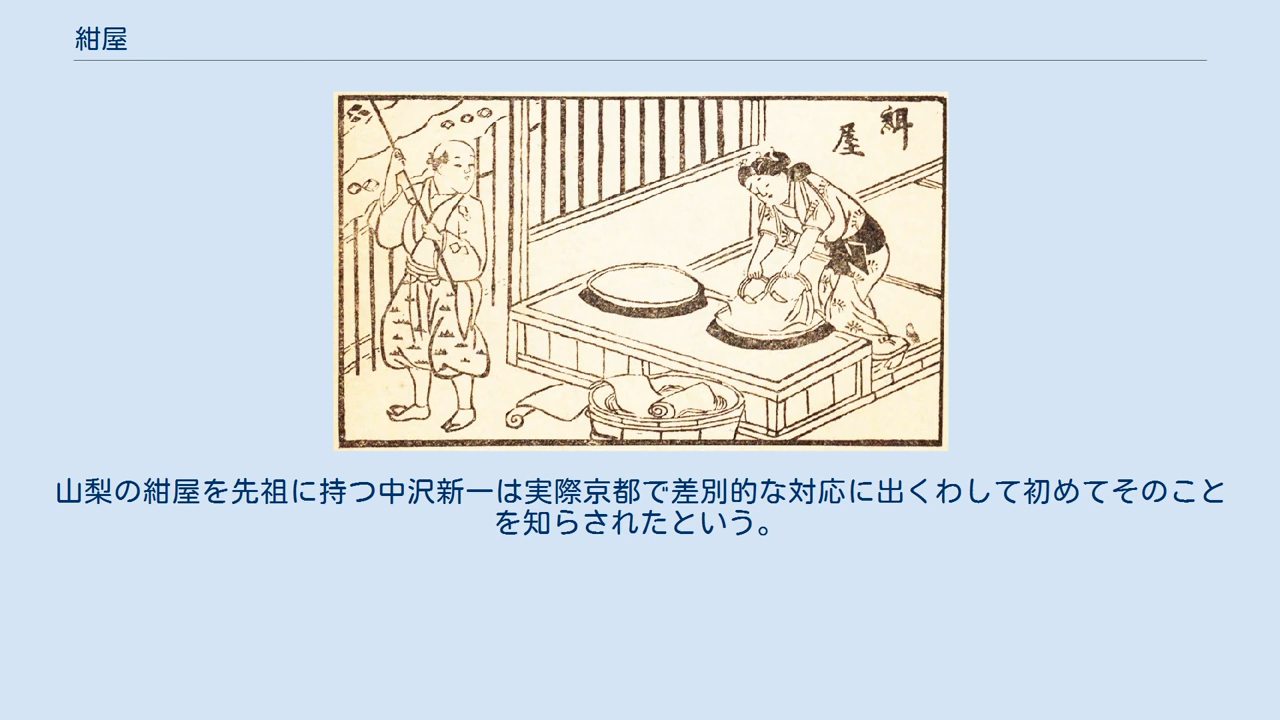 紺屋
紺屋
山梨の紺屋を先祖に持つ中沢新一は実際京都で差別的な対応に出くわして初めてそのこと
を知らされたという。